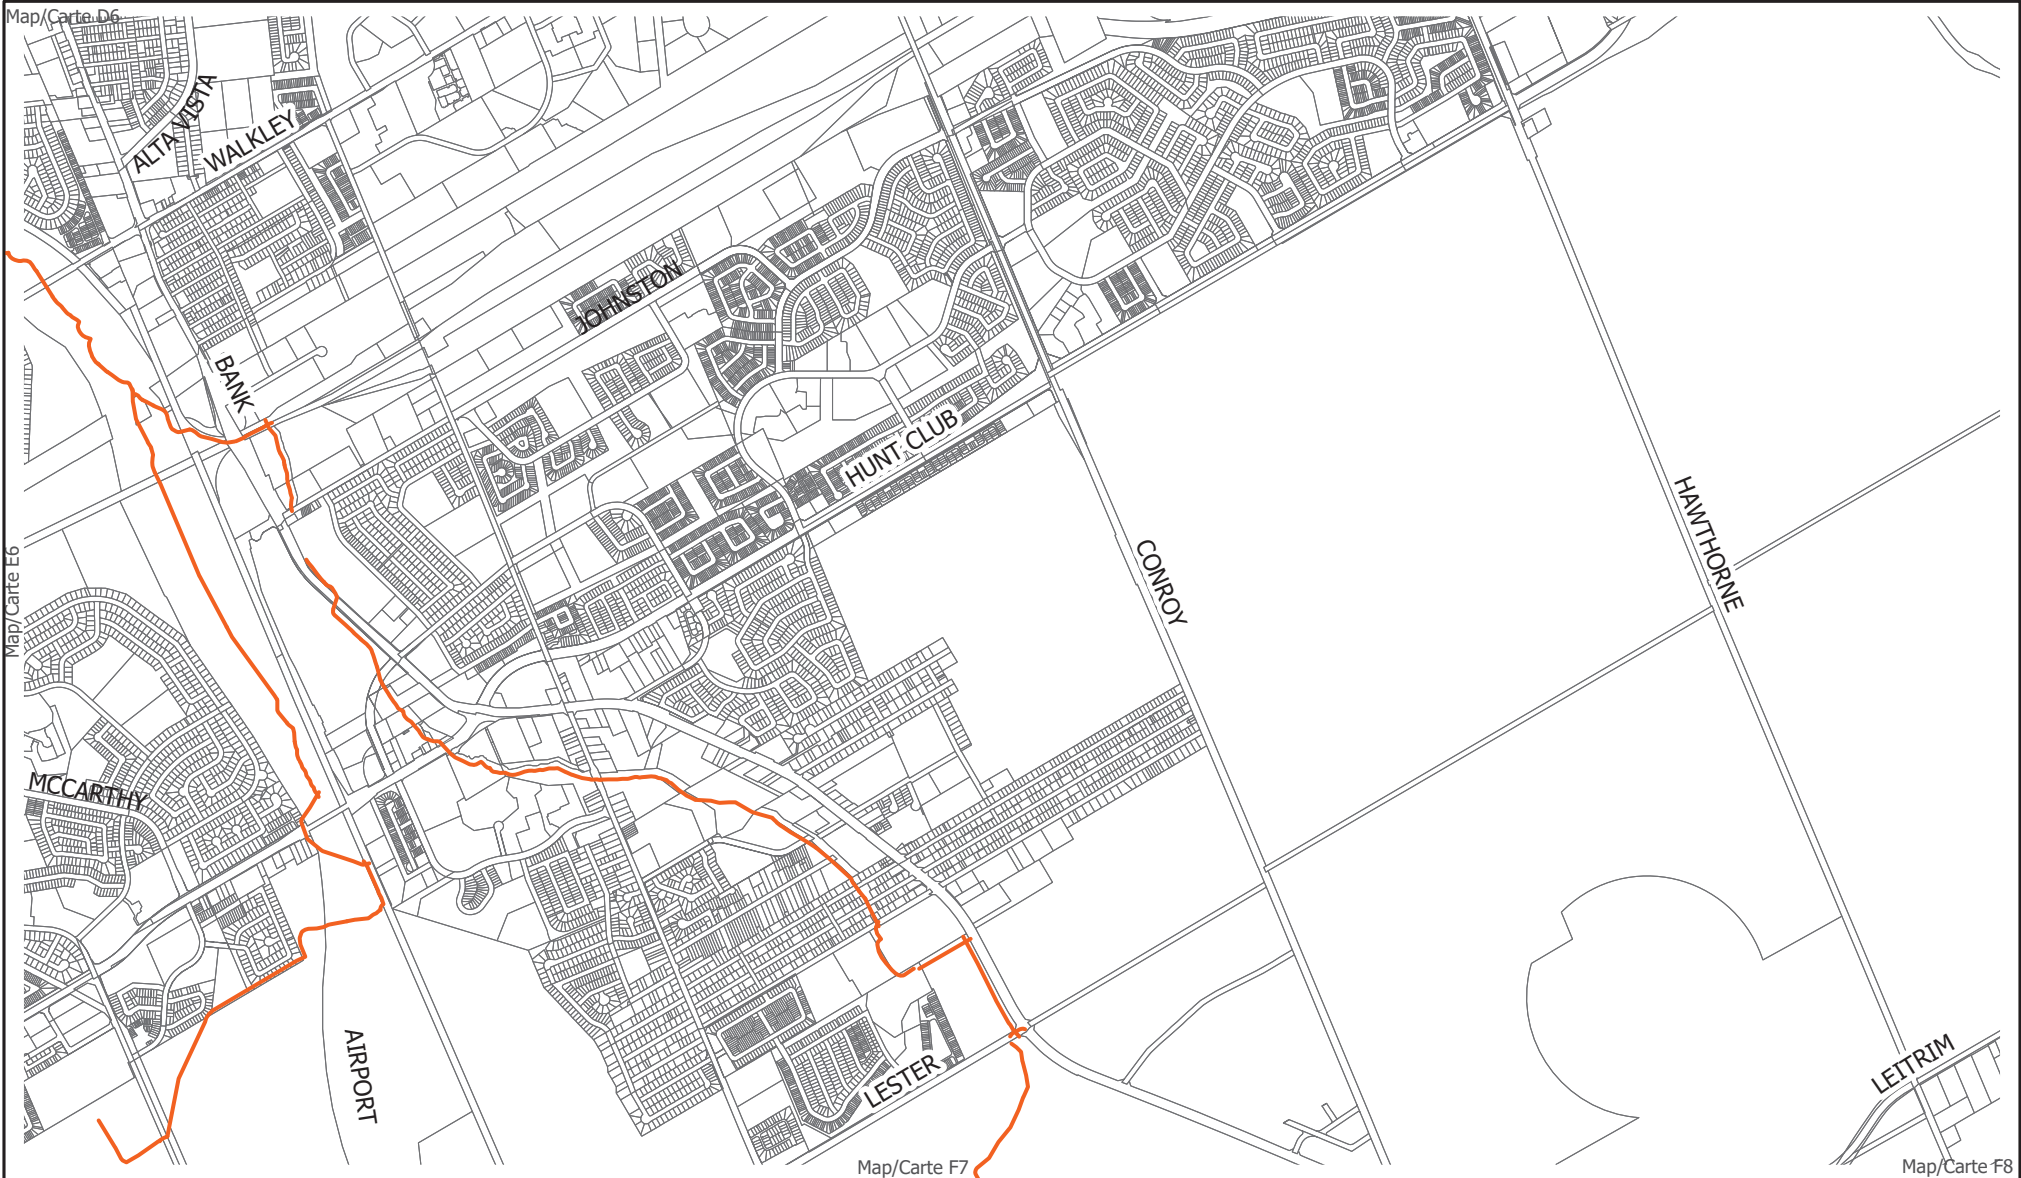 Map/Carte D6
ALTA VISTA
WALKLEY
JOHNSTON
BANK
HUNT CLUB
HAWTHORNE
CONROY
Map/Carte E6
MCCARTHY
AIRPORT
LESTER
LEITRIM
Map/Carte F7
Map/Carte F8